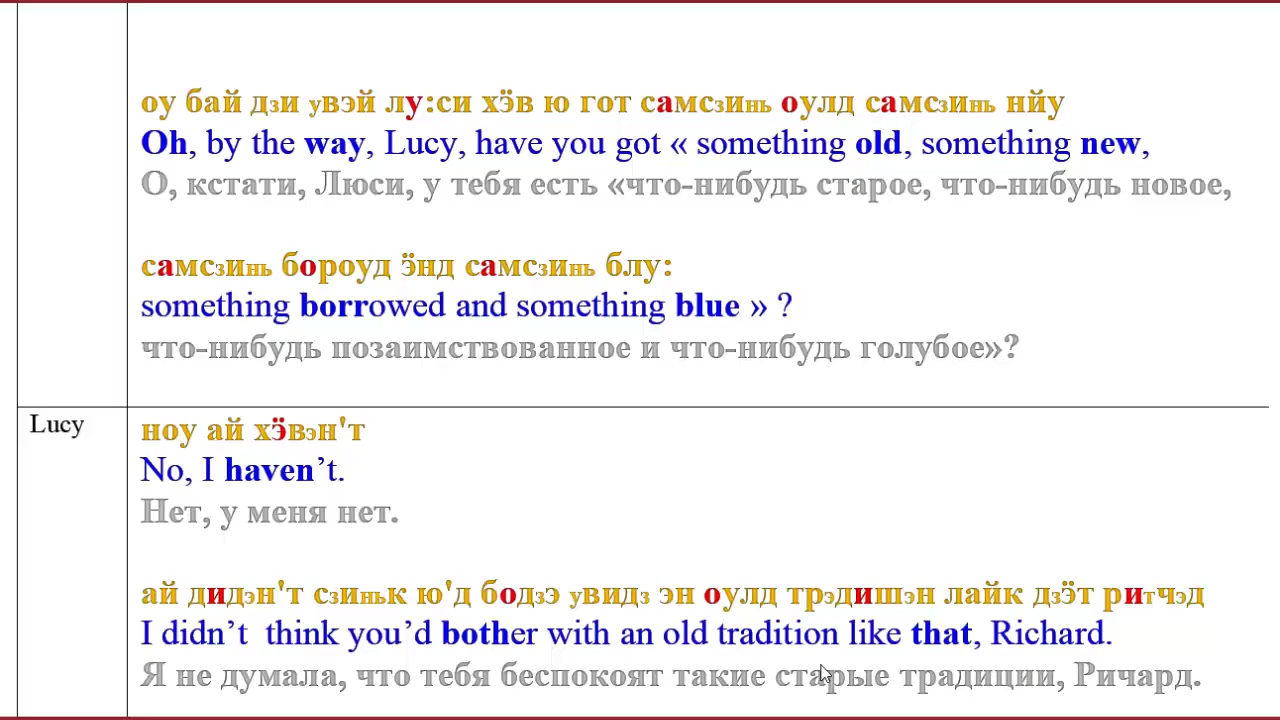 оу бай дзи увэй лу:си хӭв ю гот самсзинь оулд самсзинь нйу
Oh, by the way, Lucy, have you got « something old, something new,
О, кстати, Люси, у тебя есть «что-нибудь старое, что-нибудь новое,
самсзинь бороуд ӭнд самсзинь блу:
something borrowed and something blue » ?
что-нибудь позаимствованное и что-нибудь голубое»?
Lucy
ноу ай хӭвэн'т
No, I haven’t.
Нет, у меня нет.
ай дидэн'т сзиньк ю'д бодзэ увидз эн оулд трэдишэн лайк дзӭт ритчэд
I didn’t think you’d bother with an old tradition like that, Richard.
Я не думала, что тебя беспокоят такие старые традиции, Ричард.